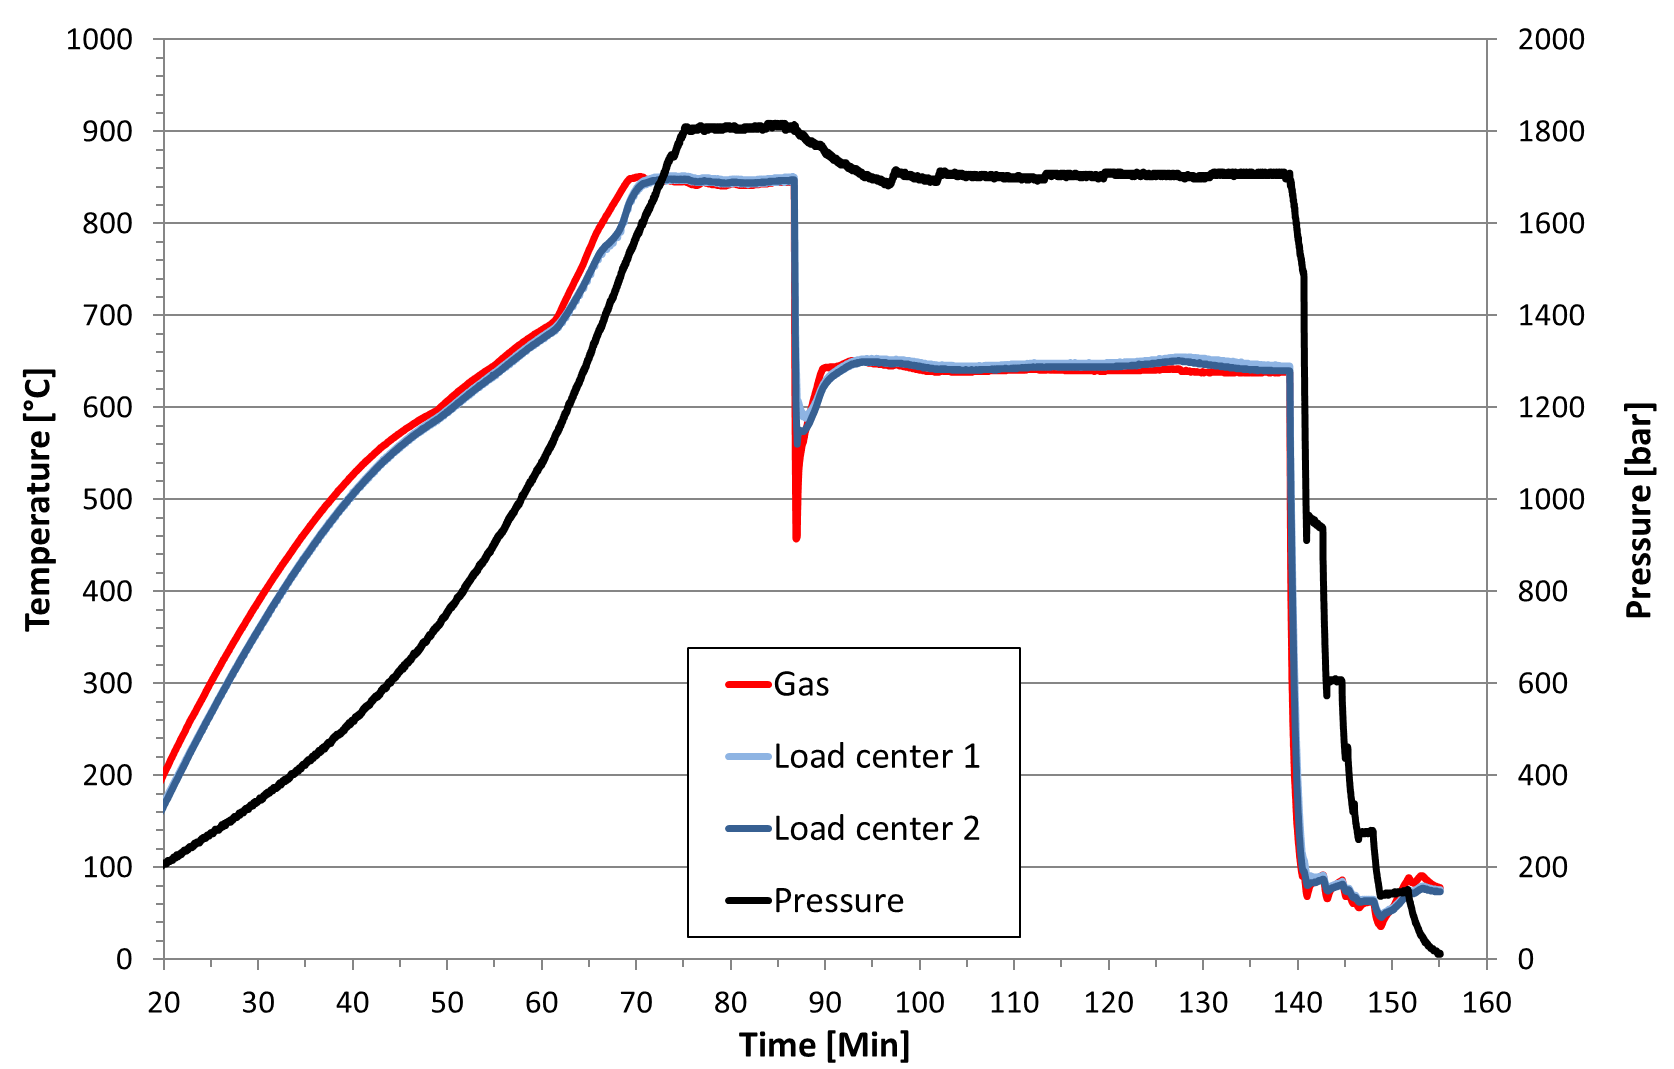 1000
900
800
700
600
500
400
300
200
100
0
Temperature [°C]
2000
1800
1600
1400
1200
1000
800
600
400
200
0
Pressure [bar]
Gas
Load center 1
Load center 2
Pressure
20 30 40 50 60 70 80 90 100 110 120 130 140 150 160
Time [Min]